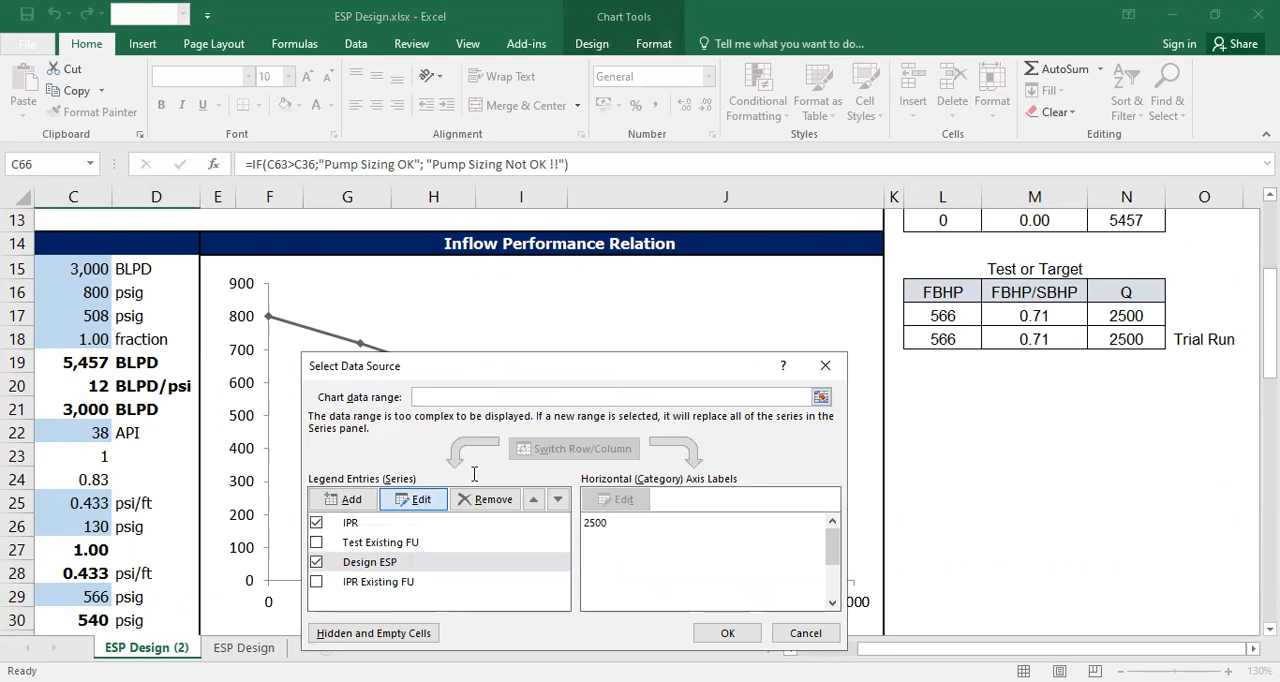 ESP Design.xlsx - Excel
Chart Tools
File Home Insert Page Layout Formulas Data Review View Add-ins Design Format Tell me what you want to do... Sign in Share
Paste Cut Copy Format Painter
Clipboard
10 A A
B I U A
Font
Wrap Text
Merge & Center
Alignment
General
% , .00
Number
Conditional Formatting Format as Table Cell Styles
Styles
Insert Delete Format
Cells
AutoSum
Fill
Clear
Sort & Filter Find & Select
Editing
C66 fx =IF(C63>C36;"Pump Sizing OK"; "Pump Sizing Not OK !!")
C D E F G H I J K L M N O
13 0 0.00 5457
14 Inflow Performance Relation
15 3,000 BLPD Test or Target
16 800 psig FBHP FBHP/SBHP Q
17 508 psig 566 0.71 2500
18 1.00 fraction 566 0.71 2500 Trial Run
19 5,457 BLPD
20 12 BLPD/psi
21 3,000 BLPD
22 38 API
23 1
24 0.83
25 0.433 psi/ft
26 130 psig
27 1.00
28 0.433 psi/ft
29 566 psig
30 540 psig
900
800
700
600
500
400
300
200
100
0
0 000
Select Data Source ?
Chart data range:
The data range is too complex to be displayed. If a new range is selected, it will replace all of the series in the
Series panel.
Switch Row/Column
Legend Entries (Series)
Add Edit Remove
IPR
Test Existing FU
Design ESP
IPR Existing FU
Horizontal (Category) Axis Labels
Edit
2500
Hidden and Empty Cells OK Cancel
ESP Design (2) ESP Design
Ready 130%